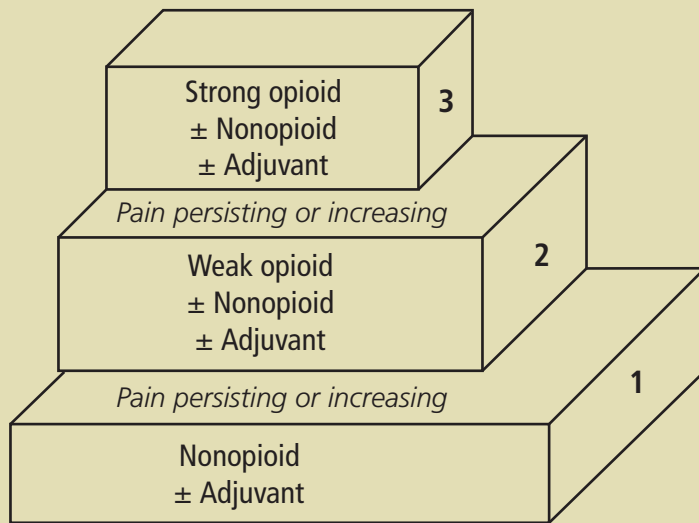 Strong opioid
± Nonopioid
± Adjuvant
3
Pain persisting or increasing
Weak opioid
± Nonopioid
± Adjuvant
2
Pain persisting or increasing
1
Nonopioid
± Adjuvant